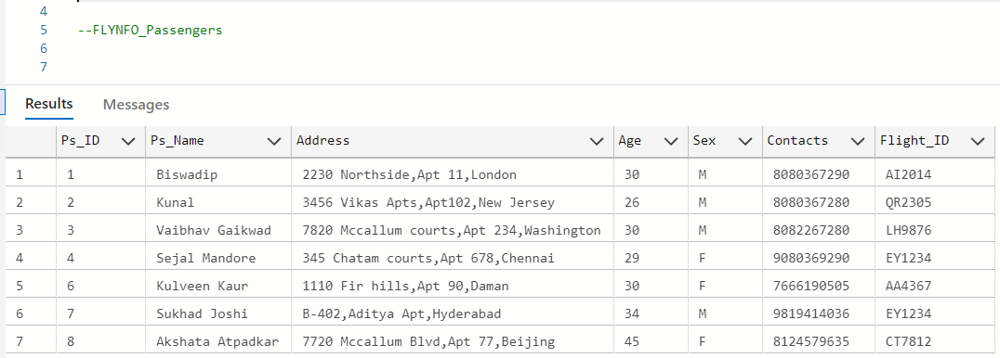 4
5 --FLYNFO_Passengers
6
7
Results Messages
Ps_ID Ps_Name Address Age Sex Contacts Flight_ID
1 1 Biswadip 2230 Northside,Apt 11,London 30 M 8080367290 AI2014
2 2 Kunal 3456 Vikas Apts,Apt102,New Jersey 26 M 8080367280 QR2305
3 3 Vaibhav Gaikwad 7820 Mccallum courts,Apt 234,Washington 30 M 8082267280 LH9876
4 4 Sejal Mandore 345 Chatam courts,Apt 678,Chennai 29 F 9080369290 EY1234
5 6 Kulveen Kaur 1110 Fir hills,Apt 90,Daman 30 F 7666190505 AA4367
6 7 Sukhad Joshi B-402,Aditya Apt,Hyderabad 34 M 9819414036 EY1234
7 8 Akshata Atpadkar 7720 Mccallum Blvd,Apt 77,Beijing 45 F 8124579635 CT7812